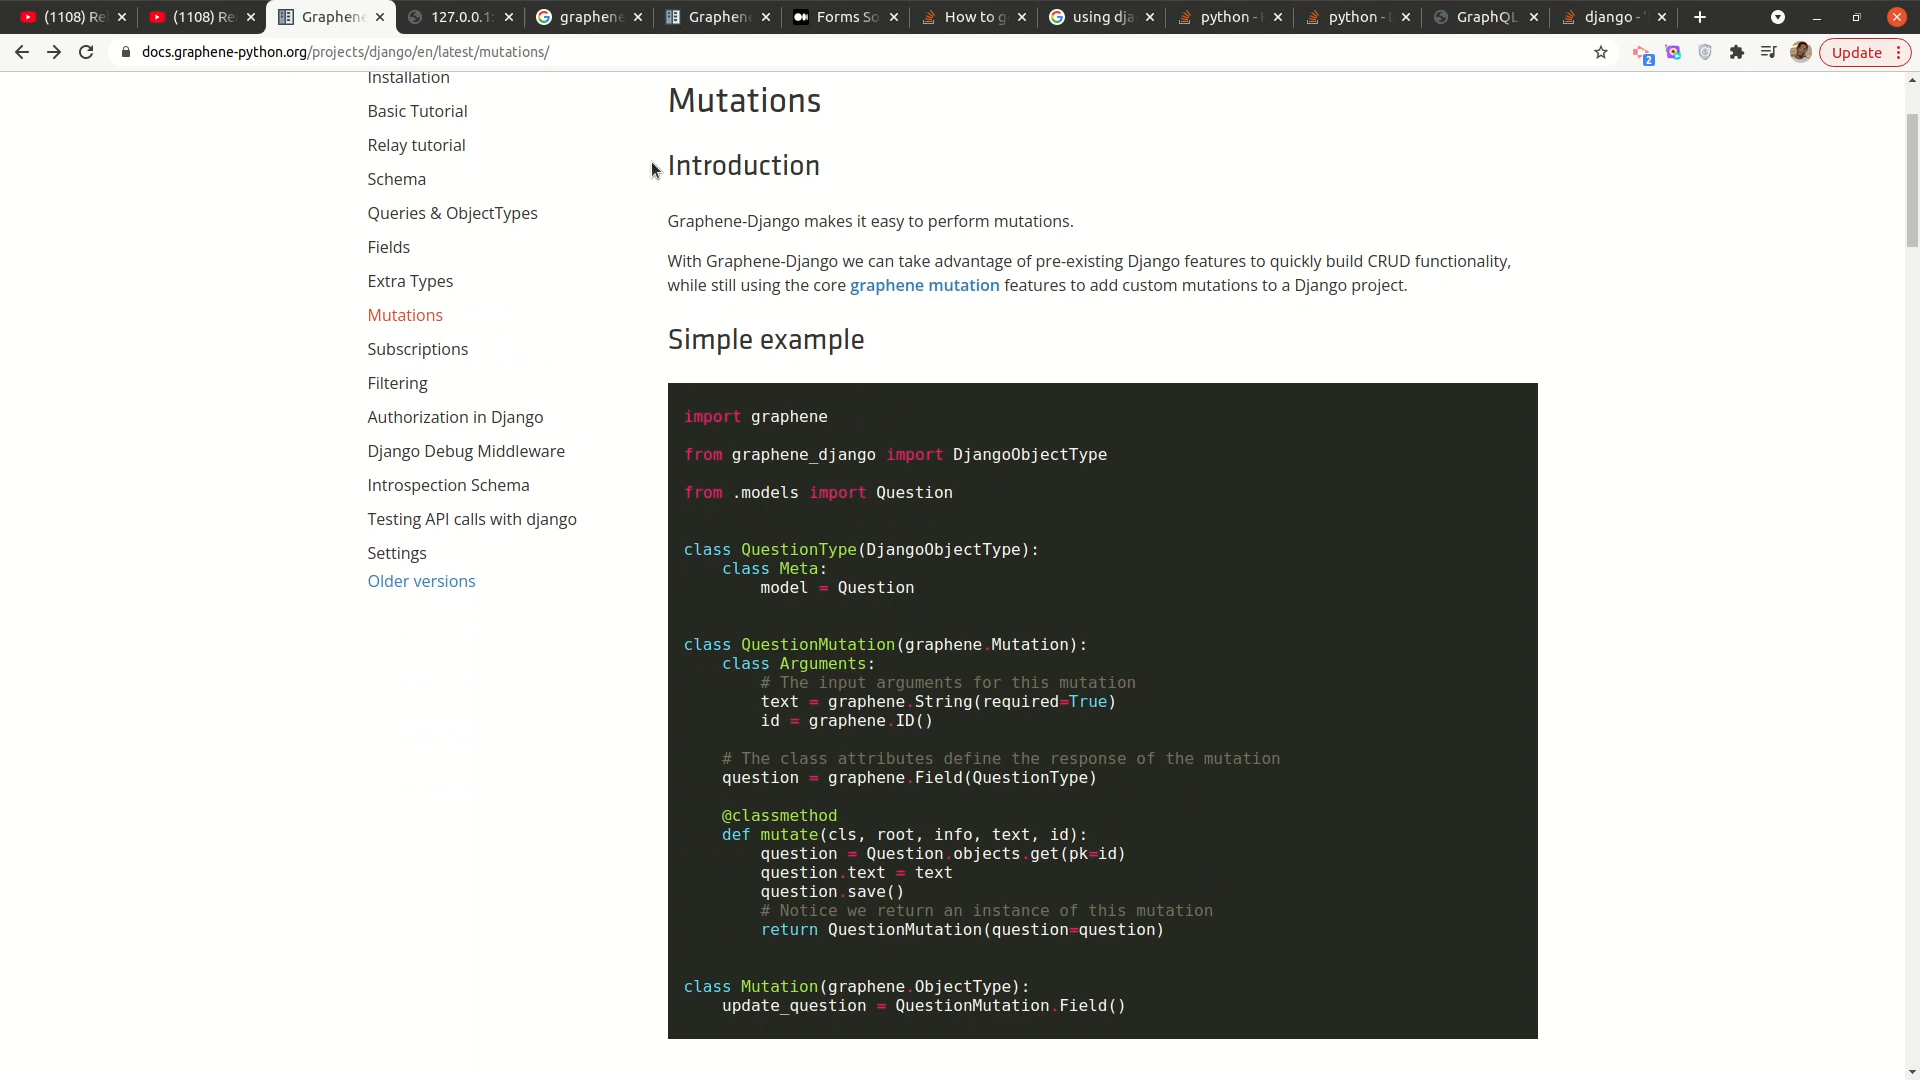 (1108) Re
(1108) Re
Graphene
127.0.0.1:
graphene
Graphene
Forms So
How to g
using dja
python -
python -
GraphQL
django - '
docs.graphene-python.org/projects/django/en/latest/mutations/
2
Update
Installation
Basic Tutorial
Relay tutorial
Schema
Queries & ObjectTypes
Fields
Extra Types
Mutations
Subscriptions
Filtering
Authorization in Django
Django Debug Middleware
Introspection Schema
Testing API calls with django
Settings
Older versions
Mutations
Introduction
Graphene-Django makes it easy to perform mutations.
With Graphene-Django we can take advantage of pre-existing Django features to quickly build CRUD functionality,
while still using the core graphene mutation features to add custom mutations to a Django project.
Simple example
import graphene
from graphene_django import DjangoObjectType
from .models import Question
class QuestionType(DjangoObjectType):
class Meta:
model = Question
class QuestionMutation(graphene.Mutation):
class Arguments:
# The input arguments for this mutation
text = graphene.String(required=True)
id = graphene.ID()
# The class attributes define the response of the mutation
question = graphene.Field(QuestionType)
@classmethod
def mutate(cls, root, info, text, id):
question = Question.objects.get(pk=id)
question.text = text
question.save()
# Notice we return an instance of this mutation
return QuestionMutation(question=question)
class Mutation(graphene.ObjectType):
update_question = QuestionMutation.Field()